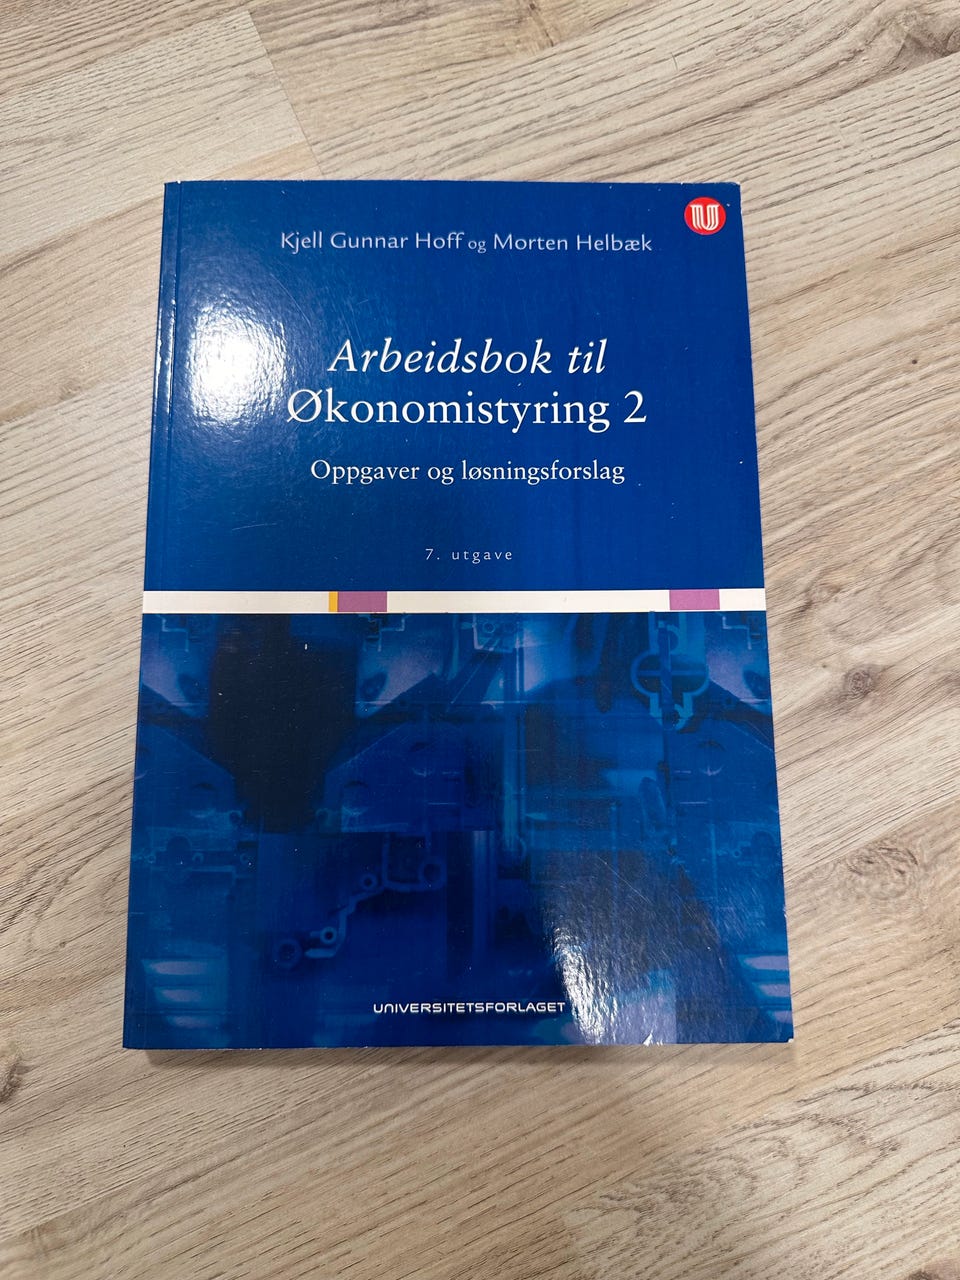 Kjell Gunnar Hoff og Morten Helbæk
Arbeidsbok til
Økonomistyring 2
Oppgaver og løsningsforslag
7. utgave
UNIVERSITETSFORLAGET